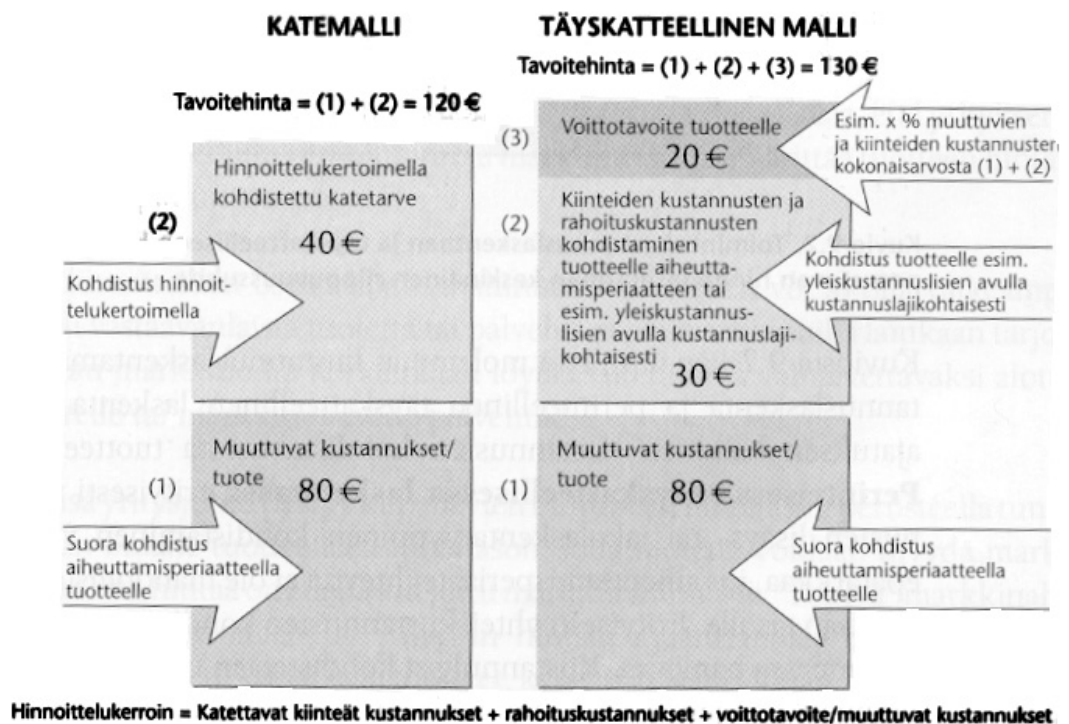 KATEMALLI
Tavoitehinta = (1) + (2) = 120 €
(2)
Hinnoittelukertoimella
kohdistettu katetarve
40 €
Kohdistus hinnoit-
telukertoimella
(1)
Muuttuvat kustannukset/
tuote
80 €
Suora kohdistus
aiheuttamisperiaatteella
tuotteelle
TÄYSKATTEELLINEN MALLI
Tavoitehinta = (1) + (2) + (3) = 130 €
(3)
Voittotavoite tuotteelle
20 €
Esim. x % muuttuvien
ja kiinteiden kustannusten
kokonaisarvosta (1) + (2)
(2)
Kiinteiden kustannusten ja
rahoituskustannusten
kohdistaminen
tuotteelle aiheutta-
misperiaatteen tai
esim. yleiskustannus-
lisien avulla kustannuslaji-
kohtaisesti
30 €
Kohdistus tuotteelle esim.
yleiskustannuslisien avulla
kustannuslajikohtaisesti
(1)
Muuttuvat kustannukset/
tuote
80 €
Suora kohdistus
aiheuttamisperiaatteella
tuotteelle
Hinnoittelukerroin = Katettavat kiinteät kustannukset + rahoituskustannukset + voittotavoite/muuttuvat kustannukset